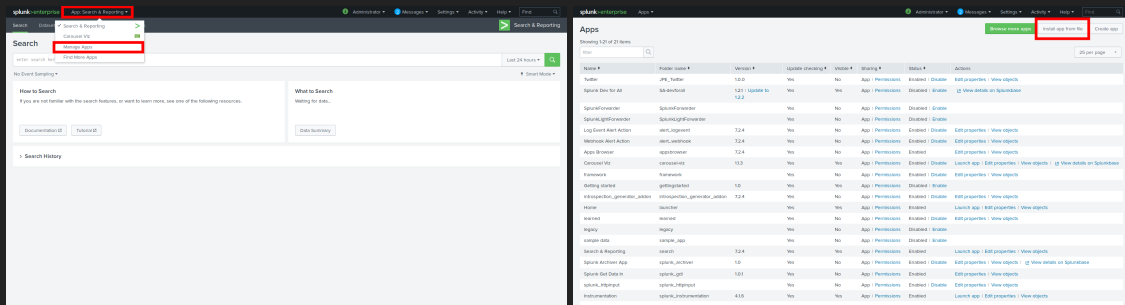 splunk>enterprise App: Search & Reporting ▾ Administrator ▾ 2 Messages ▾ Settings ▾ Activity ▾ Help ▾ Find
Search
✓ Search & Reporting
Carousel Viz
Manage Apps
Find More Apps
Search & Reporting
Search
enter search
Last 24 hours ▾
No Event Sampling ▾
Smart Mode ▾
How to Search
If you are not familiar with the search features, or want to learn more, see one of the following resources.
Documentation Tutorial
What to Search
Waiting for data...
Data Summary
> Search History
splunk>enterprise Apps ▾ Administrator ▾ 2 Messages ▾ Settings ▾ Activity ▾ Help ▾ Find
Apps
Browse more apps Install app from file Create app
Showing 1-21 of 21 items
filter
25 per page
Name Folder name Version Update checking Visible Sharing Status Actions
Twitter JPE_Twitter 1.0.0 Yes No App | Permissions Enabled | Disable Edit properties | View objects
Splunk Dev for All SA-devforall 1.2.1 | Update to 1.2.2 Yes Yes App | Permissions Disabled | Enable View details on Splunkbase
SplunkForwarder SplunkForwarder Yes No App | Permissions Disabled | Enable
SplunkLightForwarder SplunkLightForwarder Yes No App | Permissions Disabled | Enable
Log Event Alert Action alert_logevent 7.2.4 Yes No App | Permissions Enabled | Disable Edit properties | View objects
Webhook Alert Action alert_webhook 7.2.4 Yes No App | Permissions Enabled | Disable Edit properties | View objects
Apps Browser appsbrowser 7.2.4 Yes No App | Permissions Enabled Edit properties | View objects
Carousel Viz carousel-viz 1.1.3 Yes Yes App | Permissions Enabled | Disable Launch app | Edit properties | View objects | View details on Splunkbase
framework framework Yes No App | Permissions Enabled | Disable Edit properties | View objects
Getting started gettingstarted 1.0 Yes Yes App | Permissions Disabled | Enable
introspection_generator_addon introspection_generator_addon 7.2.4 Yes No App | Permissions Enabled | Disable Edit properties | View objects
Home launcher Yes Yes App | Permissions Enabled Launch app | Edit properties | View objects
learned learned Yes No App | Permissions Enabled | Disable Edit properties | View objects
legacy legacy Yes No App | Permissions Disabled | Enable
sample data sample_app Yes No App | Permissions Disabled | Enable
Search & Reporting search 7.2.4 Yes Yes App | Permissions Enabled Launch app | Edit properties | View objects
Splunk Archiver App splunk_archiver 1.0 Yes No App | Permissions Enabled | Disable Edit properties | View objects | View details on Splunkbase
Splunk Get Data In splunk_gdi 1.0.1 Yes No App | Permissions Enabled | Disable Edit properties | View objects
splunk_httpinput splunk_httpinput Yes No App | Permissions Enabled | Disable Edit properties | View objects
Instrumentation splunk_instrumentation 4.1.6 Yes Yes App | Permissions Enabled Launch app | Edit properties | View objects